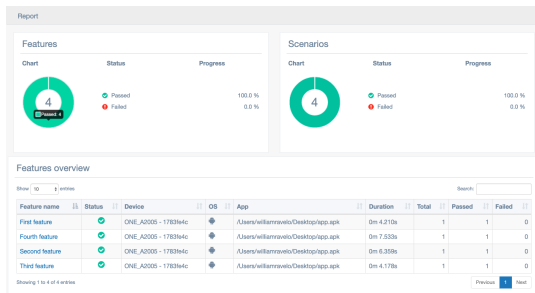 Report
Features
Scenarios
Chart Status Progress
Chart Status Progress
4
Passed 100.0 %
Failed 0.0 %
Passed: 4
4
Passed 100.0 %
Failed 0.0 %
Features overview
Show 10 entries Search:
Feature name Status Device OS App Duration Total Passed Failed
First feature ONE_A2005 - 1783fe4c /Users/williamravelo/Desktop/app.apk 0m 4.210s 1 1 0
Fourth feature ONE_A2005 - 1783fe4c /Users/williamravelo/Desktop/app.apk 0m 7.533s 1 1 0
Second feature ONE_A2005 - 1783fe4c /Users/williamravelo/Desktop/app.apk 0m 6.359s 1 1 0
Third feature ONE_A2005 - 1783fe4c /Users/williamravelo/Desktop/app.apk 0m 4.178s 1 1 0
Showing 1 to 4 of 4 entries Previous 1 Next